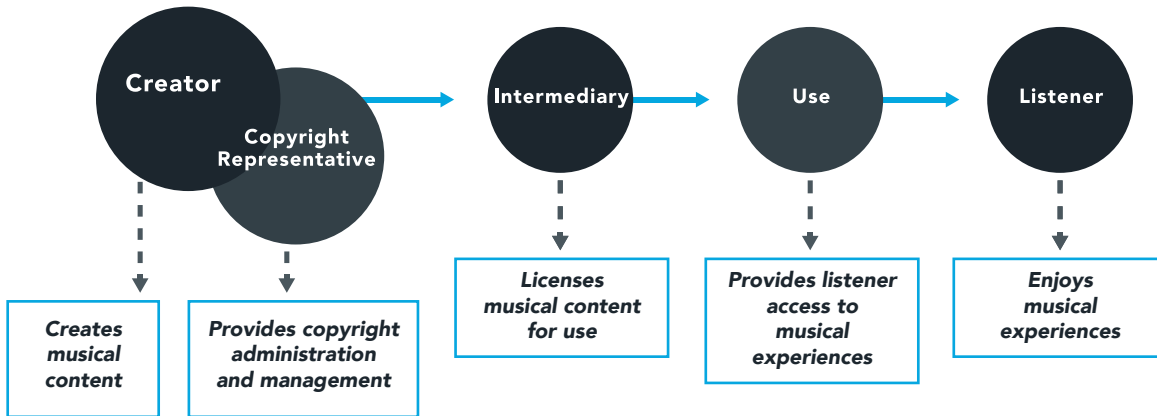 Creator
Copyright
Representative
Intermediary
Use
Listener
Creates
musical
content
Provides copyright
administration
and management
Licenses
musical content
for use
Provides listener
access to
musical
experiences
Enjoys
musical
experiences